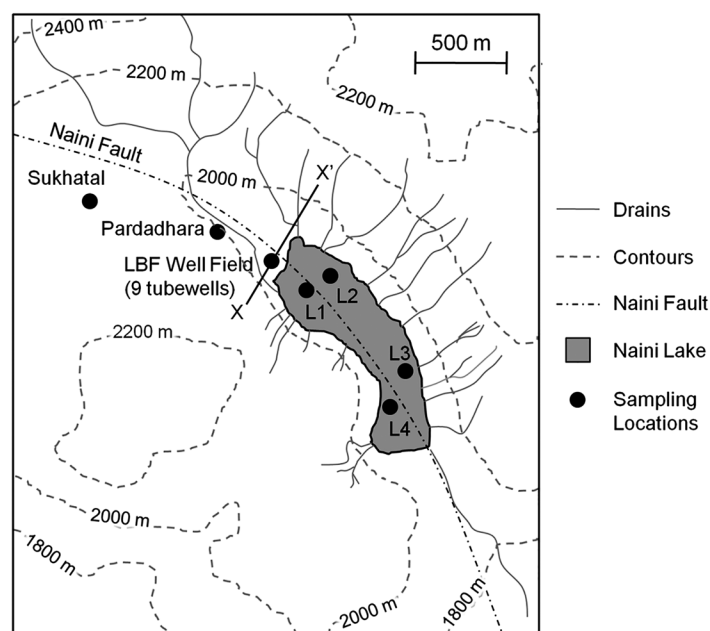 2400 m
500 m
2200 m
2200 m
Naini Fault
Sukhatal
2000 m
X'
Pardadhara
LBF Well Field
(9 tubewells)
L2
L1
X
2200 m
L3
L4
2000 m
1800 m
2000 m
1800 m
Drains
Contours
Naini Fault
Naini Lake
Sampling
Locations